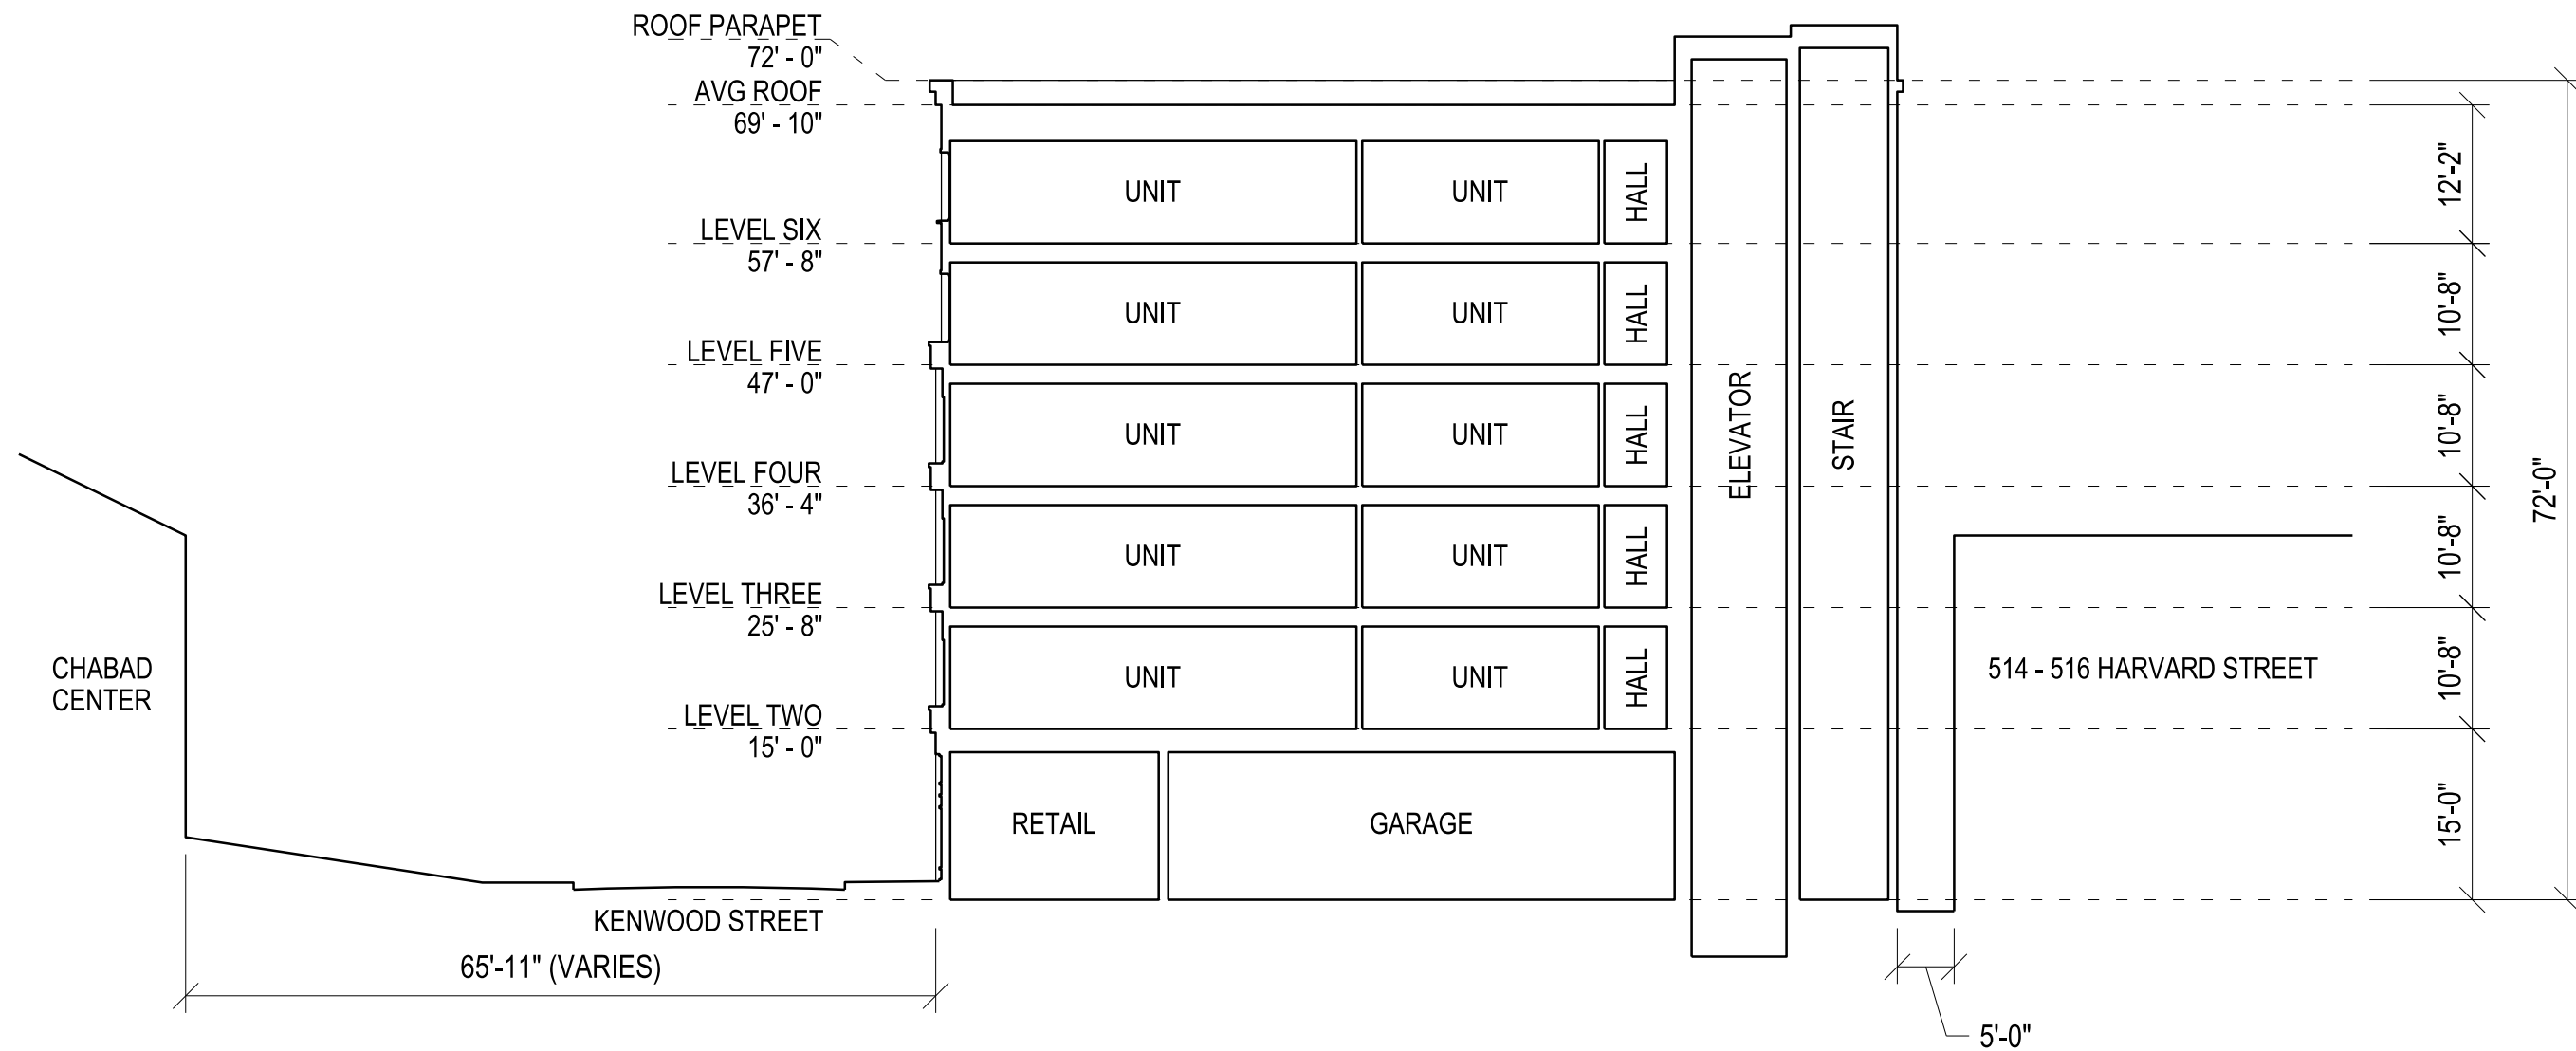 ROOF PARAPET
72' - 0"
AVG ROOF
69' - 10"
UNIT
UNIT
HALL
12'-2"
LEVEL SIX
57' - 8"
UNIT
UNIT
HALL
10'-8"
LEVEL FIVE
47' - 0"
UNIT
UNIT
HALL
ELEVATOR
STAIR
10'-8"
72'-0"
LEVEL FOUR
36' - 4"
UNIT
UNIT
HALL
10'-8"
LEVEL THREE
25' - 8"
CHABAD
CENTER
UNIT
UNIT
HALL
514 - 516 HARVARD STREET
10'-8"
LEVEL TWO
15' - 0"
RETAIL
GARAGE
15'-0"
KENWOOD STREET
65'-11" (VARIES)
5'-0"